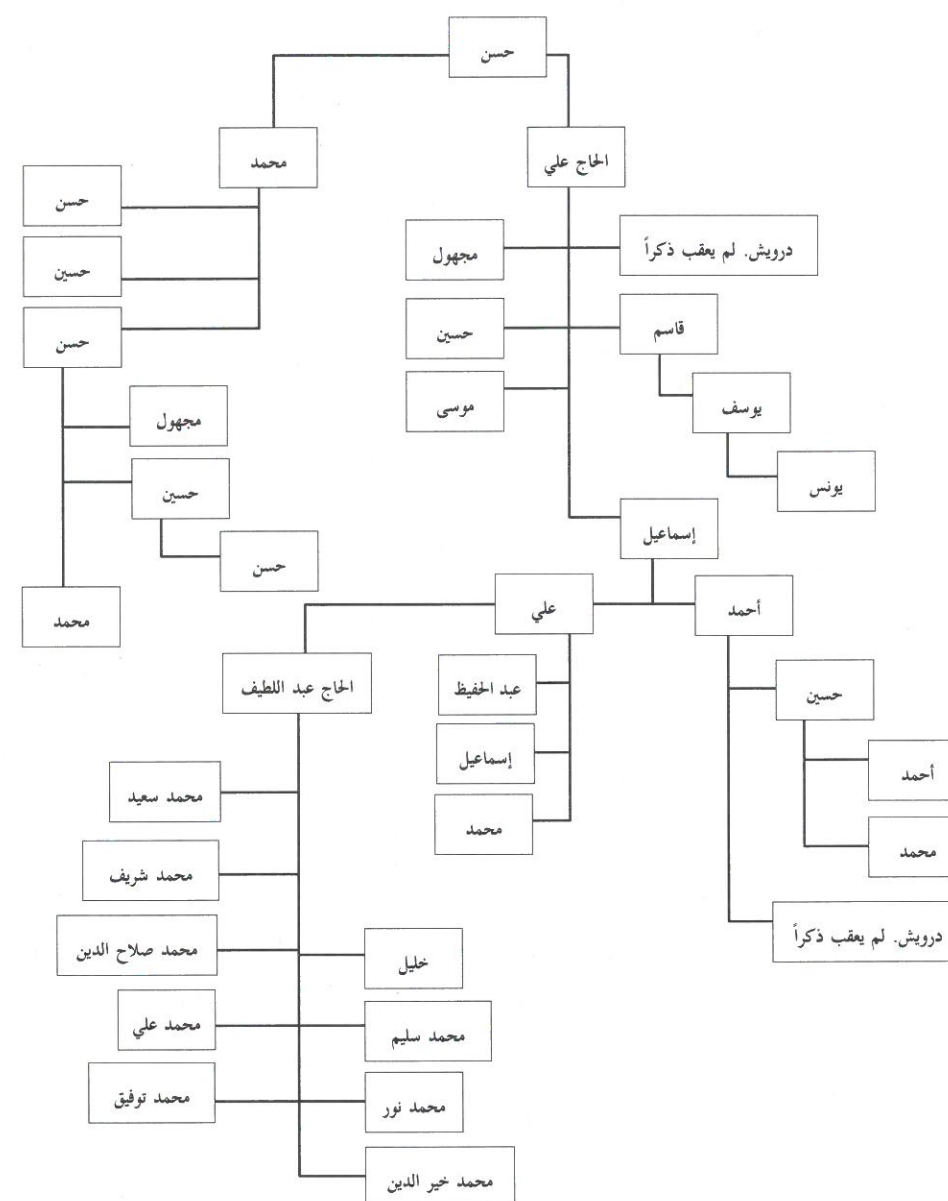 حسن
الحاج علي
محمد
حسن
حسين
حسن
مجهول
درويش. لم يعقب ذكراً
حسين
قاسم
موسى
يوسف
يونس
مجهول
حسين
حسن
محمد
إسماعيل
أحمد
علي
الحاج عبد اللطيف
عبد الحفيظ
إسماعيل
محمد
حسين
أحمد
محمد
درويش. لم يعقب ذكراً
محمد سعيد
محمد شريف
محمد صلاح الدين
خليل
محمد علي
محمد سليم
محمد توفيق
محمد نور
محمد خير الدين